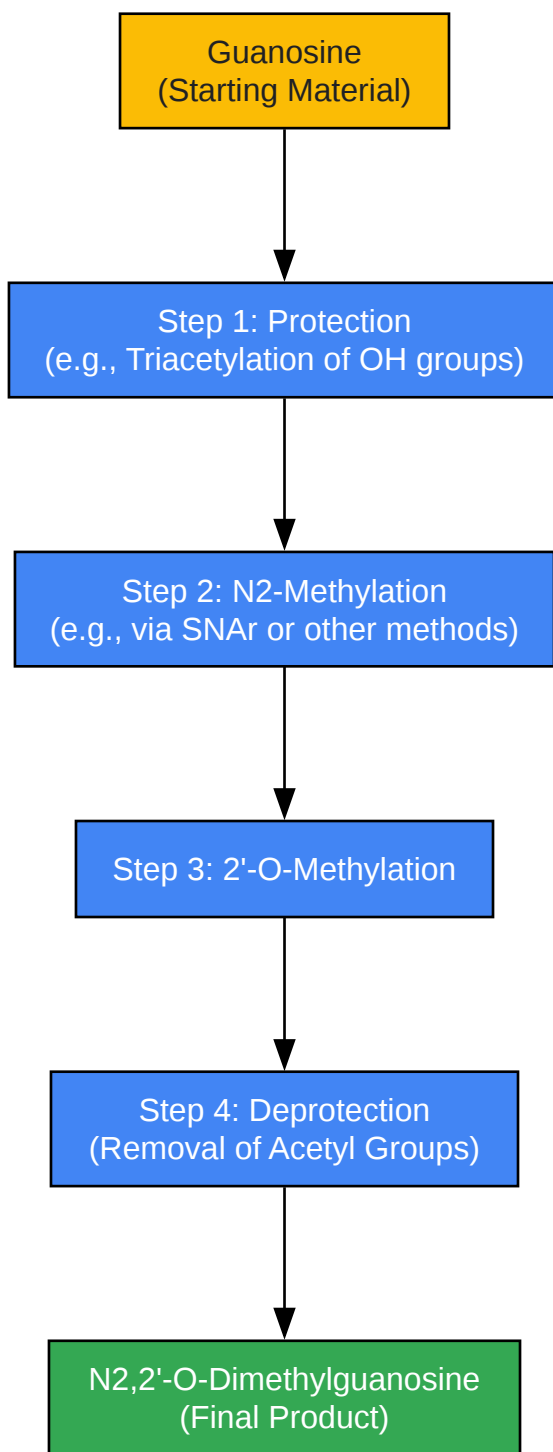 Guanosine
(Starting Material)
Step 1: Protection
(e.g., Triacetylation of OH groups)
Step 2: N2-Methylation
(e.g., via SNAr or other methods)
Step 3: 2'-O-Methylation
Step 4: Deprotection
(Removal of Acetyl Groups)
N2,2'-O-Dimethylguanosine
(Final Product)